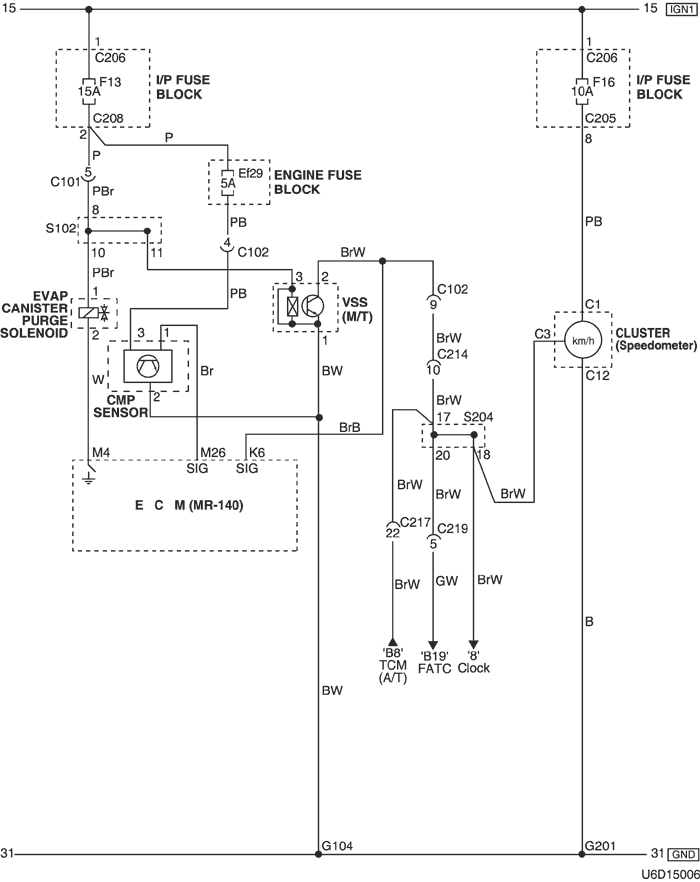 15
15 IGN1
1
C206
F13
15A
I/P FUSE
BLOCK
C208
2
1
C206
F16
10A
I/P FUSE
BLOCK
C205
8
P
P
5
C101
PBr
Ef29
5A
ENGINE FUSE
BLOCK
PB
4
C102
PB
8
S102
10
11
PBr
EVAP
CANISTER
PURGE
SOLENOID
1
2
W
3
1
CMP
SENSOR
2
Br
3
2
VSS
(M/T)
1
BrW
BW
BrB
C102
9
BrW
C214
10
BrW
17
S204
20
18
BrW
BrW
BrW
C217
22
C219
5
BrW
GW
BrW
'B8'
TCM
(A/T)
'B19'
FATC
'8'
Clock
PB
C1
C3
km/h
CLUSTER
(Speedometer)
C12
B
M4
M26
SIG
K6
SIG
E C M (MR-140)
BW
G104
G201
31
31 GND
U6D15006